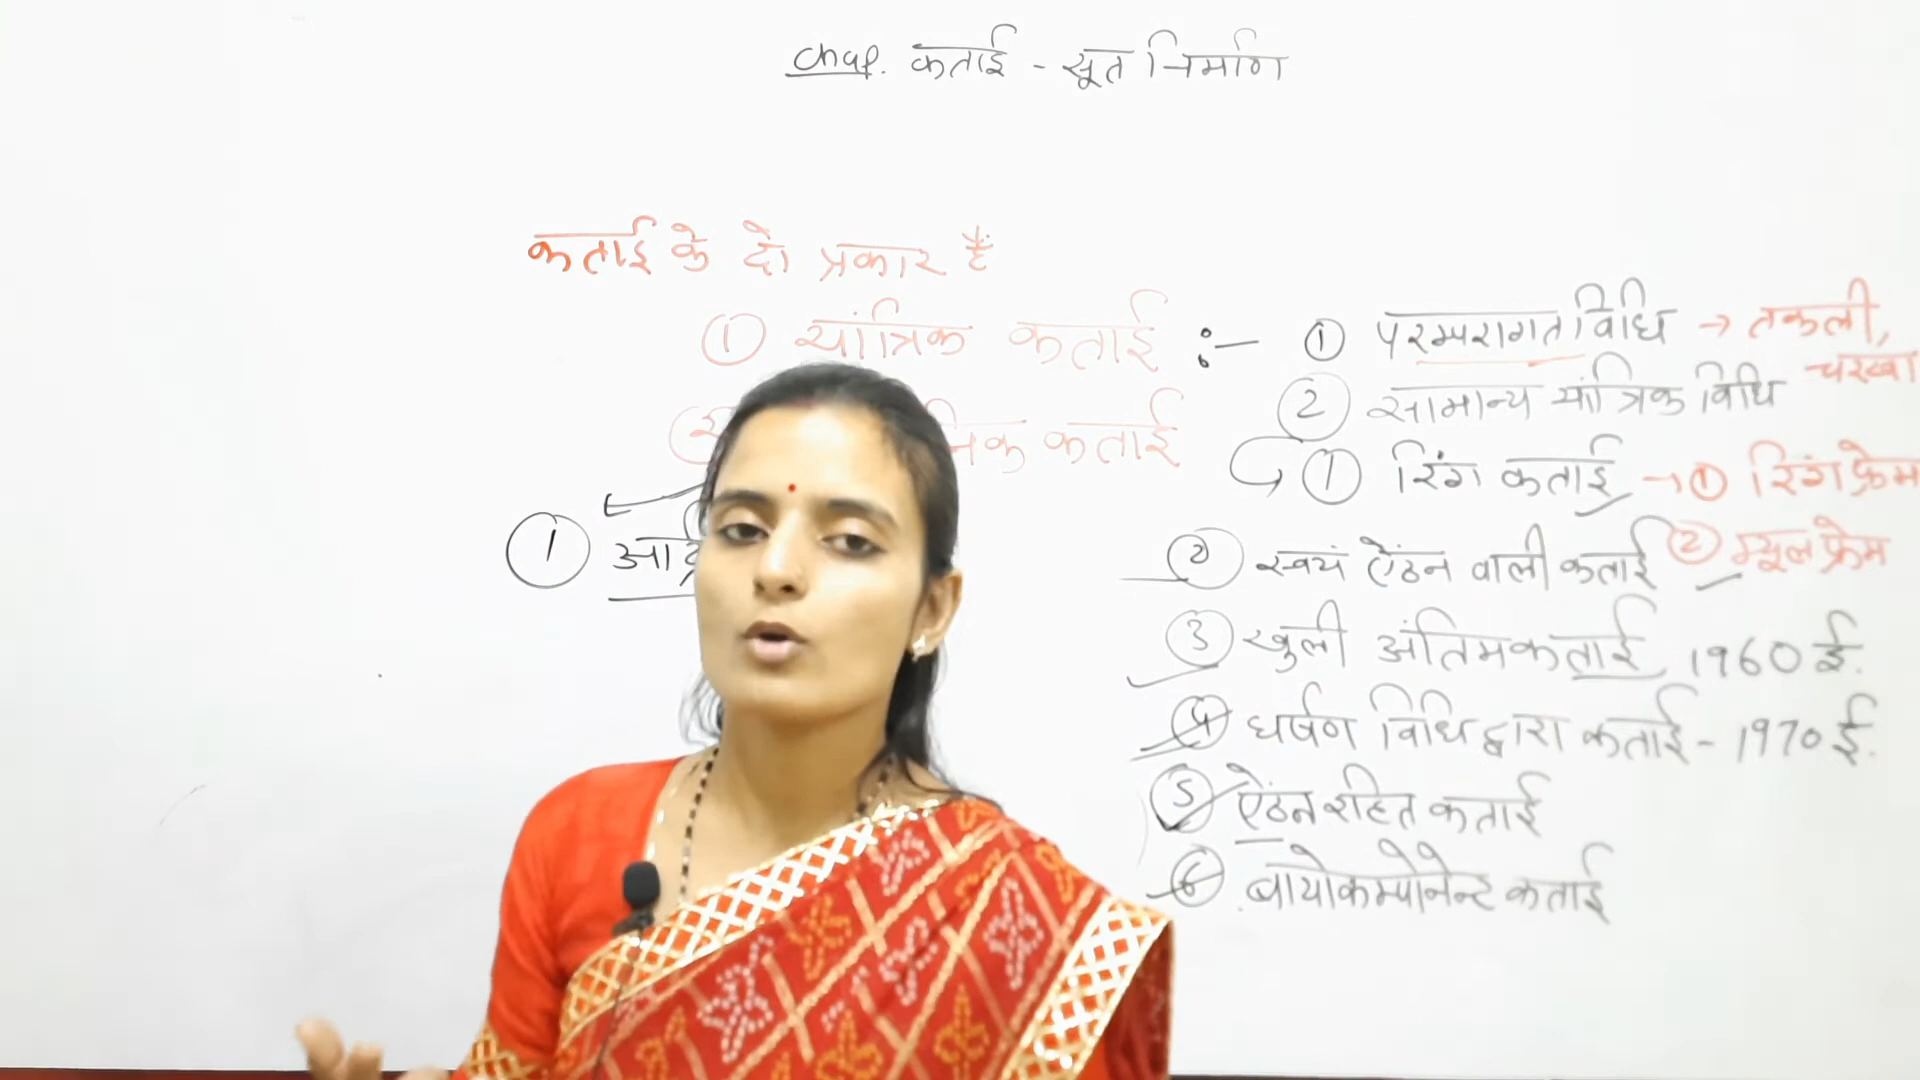 chap. कताई - सूत निर्माण
कताई के दो प्रकार हैं
① यांत्रिक कताई :-
कताई
①
① परम्परागत विधि → तकली, चरखा
② सामान्य यांत्रिक विधि
① रिंग कताई → ① रिंग फ्रेम
② म्यूल फ्रेम
② स्वयं ऐंठन वाली कताई
③ खुली अंतिम कताई 1960 ई.
④ घर्षण विधि द्वारा कताई - 1970 ई.
⑤ ऐंठन रहित कताई
⑥ बायोकम्पोनेन्ट कताई